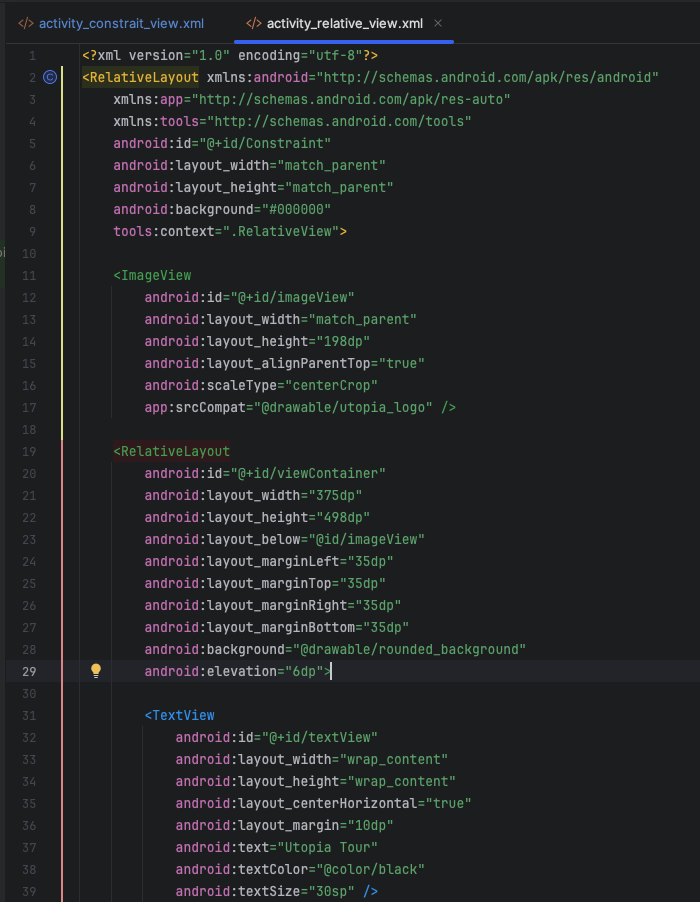 </> activity_constrait_view.xml
</> activity_relative_view.xml ×
1 <?xml version="1.0" encoding="utf-8"?>
2 © <RelativeLayout xmlns:android="http://schemas.android.com/apk/res/android"
3 xmlns:app="http://schemas.android.com/apk/res-auto"
4 xmlns:tools="http://schemas.android.com/tools"
5 android:id="@+id/Constraint"
6 android:layout_width="match_parent"
7 android:layout_height="match_parent"
8 android:background="#000000"
9 tools:context=".RelativeView">
10
11 <ImageView
12 android:id="@+id/imageView"
13 android:layout_width="match_parent"
14 android:layout_height="198dp"
15 android:layout_alignParentTop="true"
16 android:scaleType="centerCrop"
17 app:srcCompat="@drawable/utopia_logo" />
18
19 <RelativeLayout
20 android:id="@+id/viewContainer"
21 android:layout_width="375dp"
22 android:layout_height="498dp"
23 android:layout_below="@id/imageView"
24 android:layout_marginLeft="35dp"
25 android:layout_marginTop="35dp"
26 android:layout_marginRight="35dp"
27 android:layout_marginBottom="35dp"
28 android:background="@drawable/rounded_background"
29 android:elevation="6dp">
30
31 <TextView
32 android:id="@+id/textView"
33 android:layout_width="wrap_content"
34 android:layout_height="wrap_content"
35 android:layout_centerHorizontal="true"
36 android:layout_margin="10dp"
37 android:text="Utopia Tour"
38 android:textColor="@color/black"
39 android:textSize="30sp" />